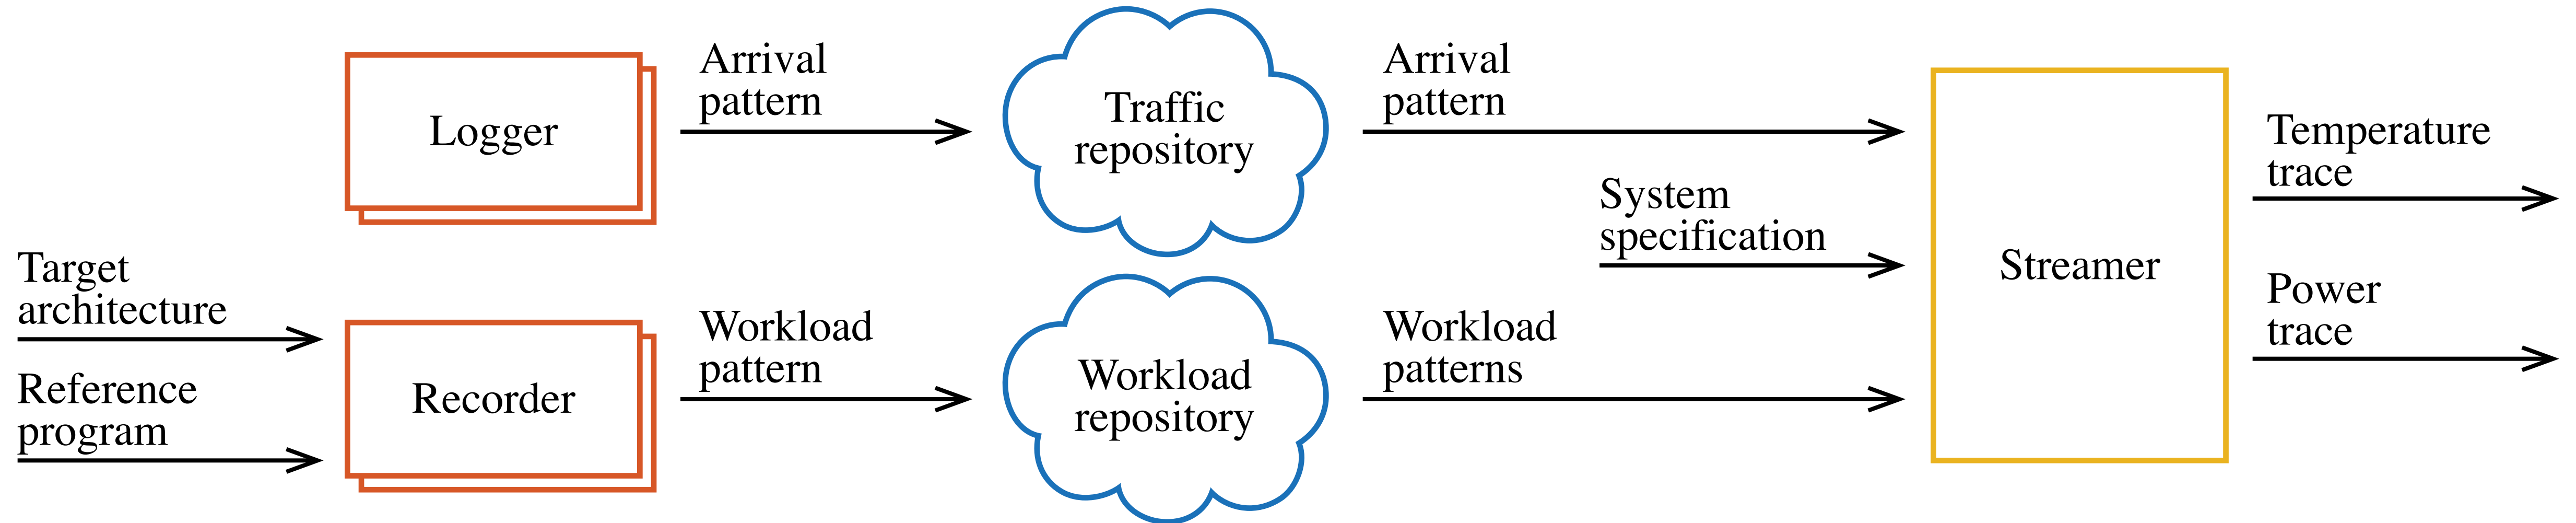 Logger
Arrival
pattern
Traffic
repository
Arrival
pattern
System
specification
Target
architecture
Reference
program
Recorder
Workload
pattern
Workload
repository
Workload
patterns
Streamer
Temperature
trace
Power
trace